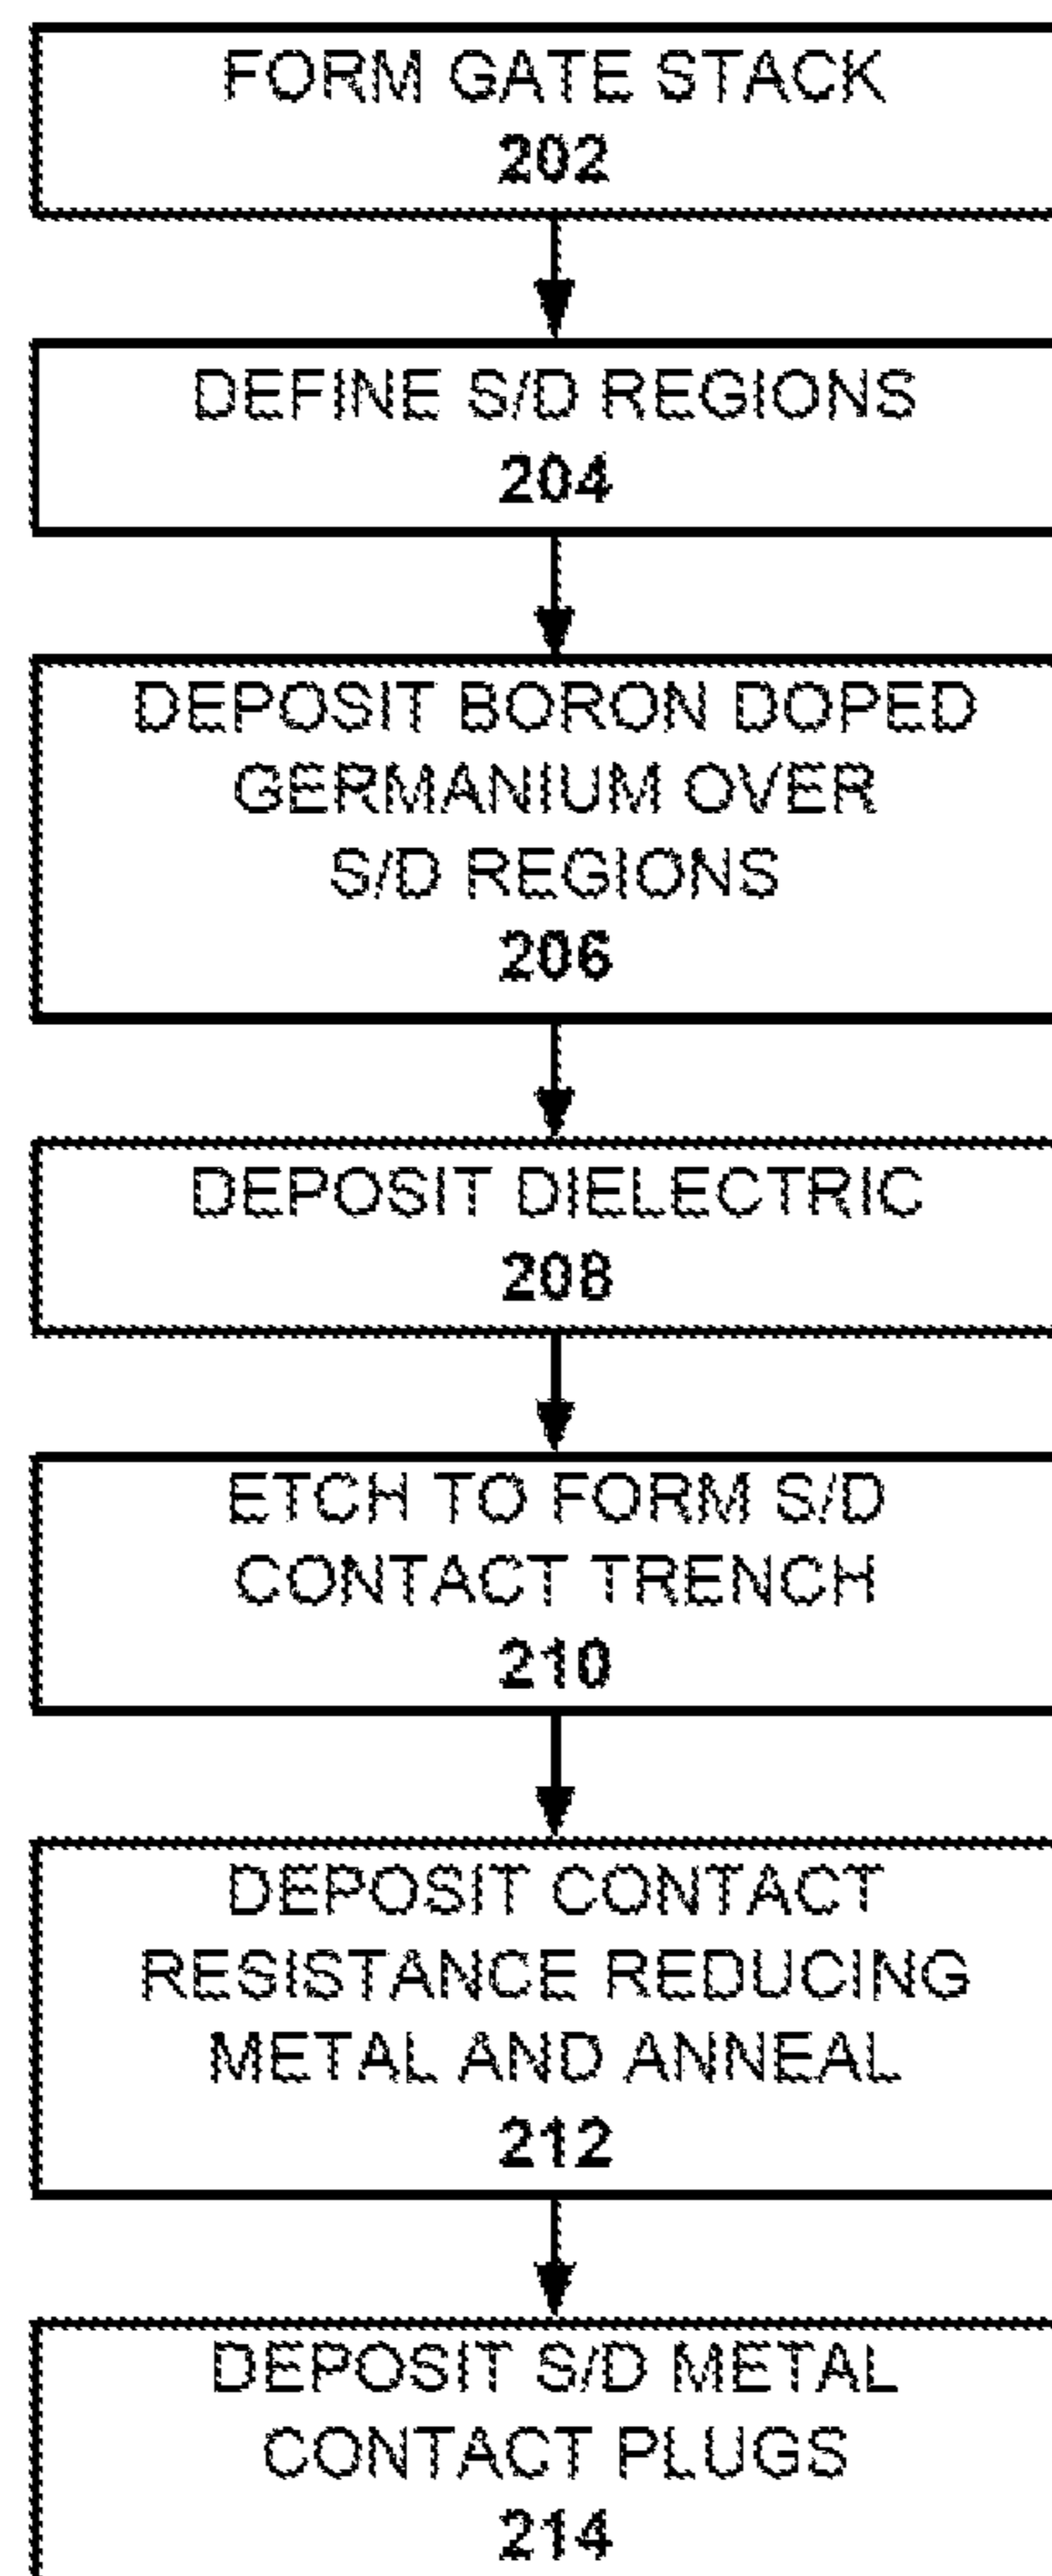 FORM GATE STACK
202
DEFINE S/D REGIONS
204
DEPOSIT BORON DOPED
GERMANIUM OVER
S/D REGIONS
206
DEPOSIT DIELECTRIC
208
ETCH TO FORM S/D
CONTACT TRENCH
210
DEPOSIT CONTACT
RESISTANCE REDUCING
METAL AND ANNEAL
212
DEPOSIT S/D METAL
CONTACT PLUGS
214